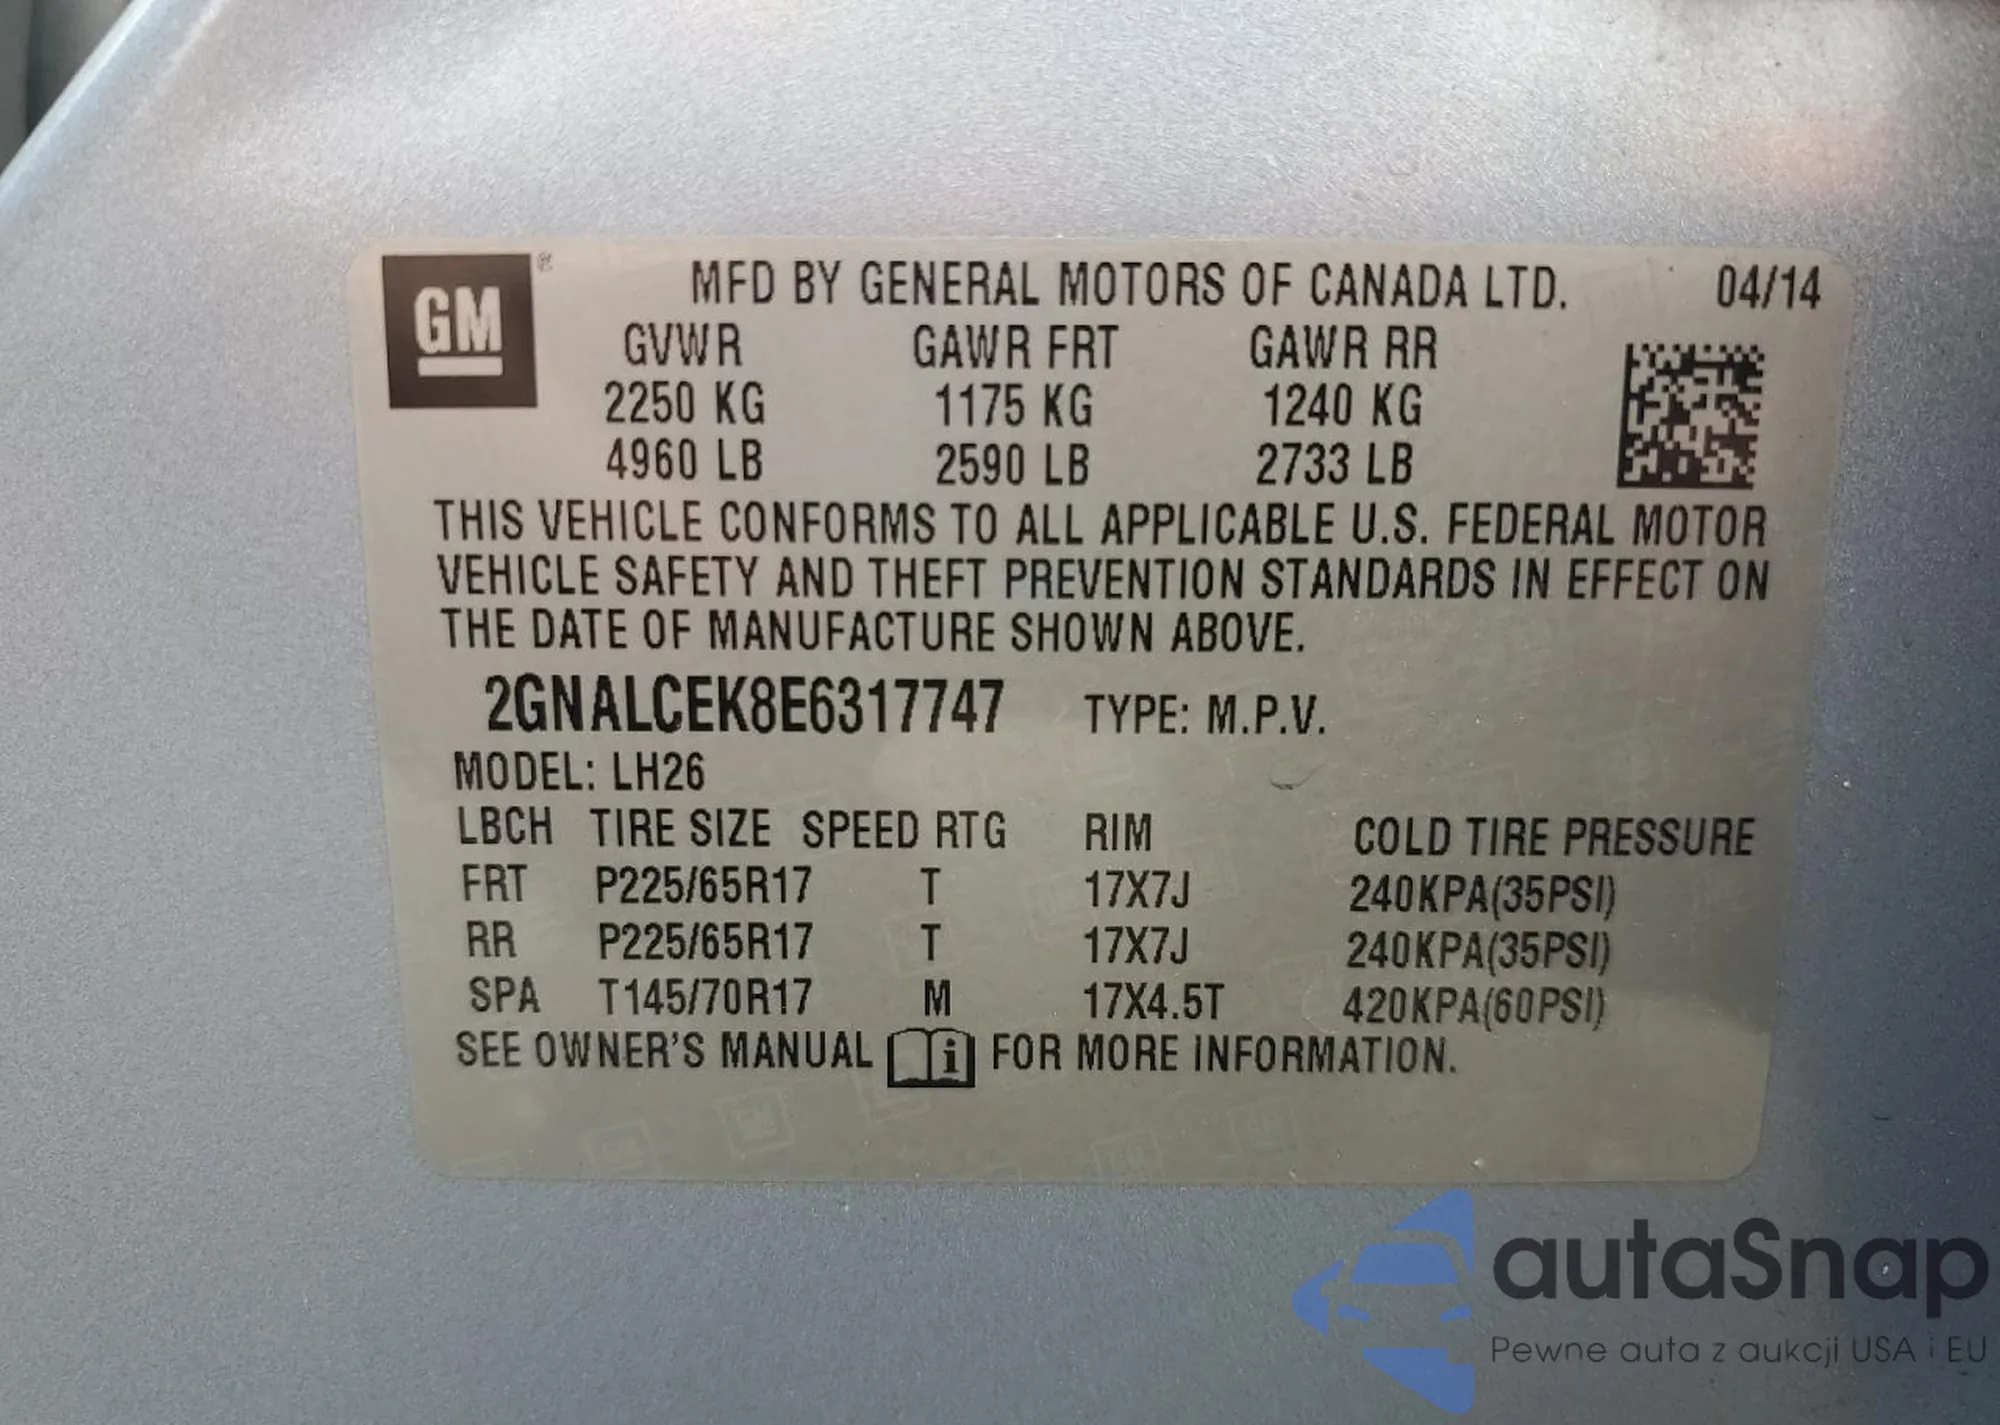 GM ® MFD BY GENERAL MOTORS OF CANADA LTD. 04/14
GVWR GAWR FRT GAWR RR
2250 KG 1175 KG 1240 KG
4960 LB 2590 LB 2733 LB
THIS VEHICLE CONFORMS TO ALL APPLICABLE U.S. FEDERAL MOTOR
VEHICLE SAFETY AND THEFT PREVENTION STANDARDS IN EFFECT ON
THE DATE OF MANUFACTURE SHOWN ABOVE.
2GNALCEK8E6317747 TYPE: M.P.V.
MODEL: LH26
LBCH TIRE SIZE SPEED RTG RIM COLD TIRE PRESSURE
FRT P225/65R17 T 17X7J 240KPA(35PSI)
RR P225/65R17 T 17X7J 240KPA(35PSI)
SPA T145/70R17 M 17X4.5T 420KPA(60PSI)
SEE OWNER'S MANUAL i FOR MORE INFORMATION.
autaSnap
Pewne auta z aukcji USA i EU